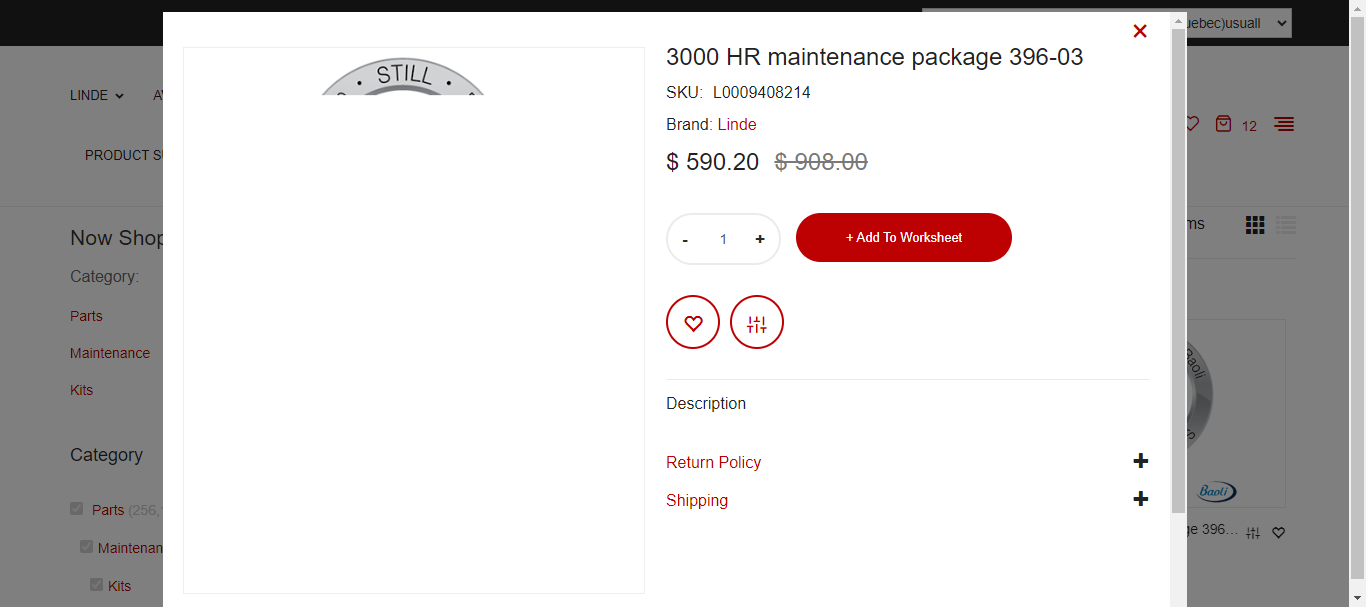 uebec)usuall
LINDE
PRODUCT
12
Now Shop
Category:
Parts
Maintenance
Kits
Category
Parts (256,
Maintenan
Kits
STILL
3000 HR maintenance package 396-03
SKU: L0009408214
Brand: Linde
$ 590.20 $ 908.00
- 1 +
+ Add To Worksheet
Description
Return Policy +
Shipping +
ms
Baoli
Baoli
ge 396...